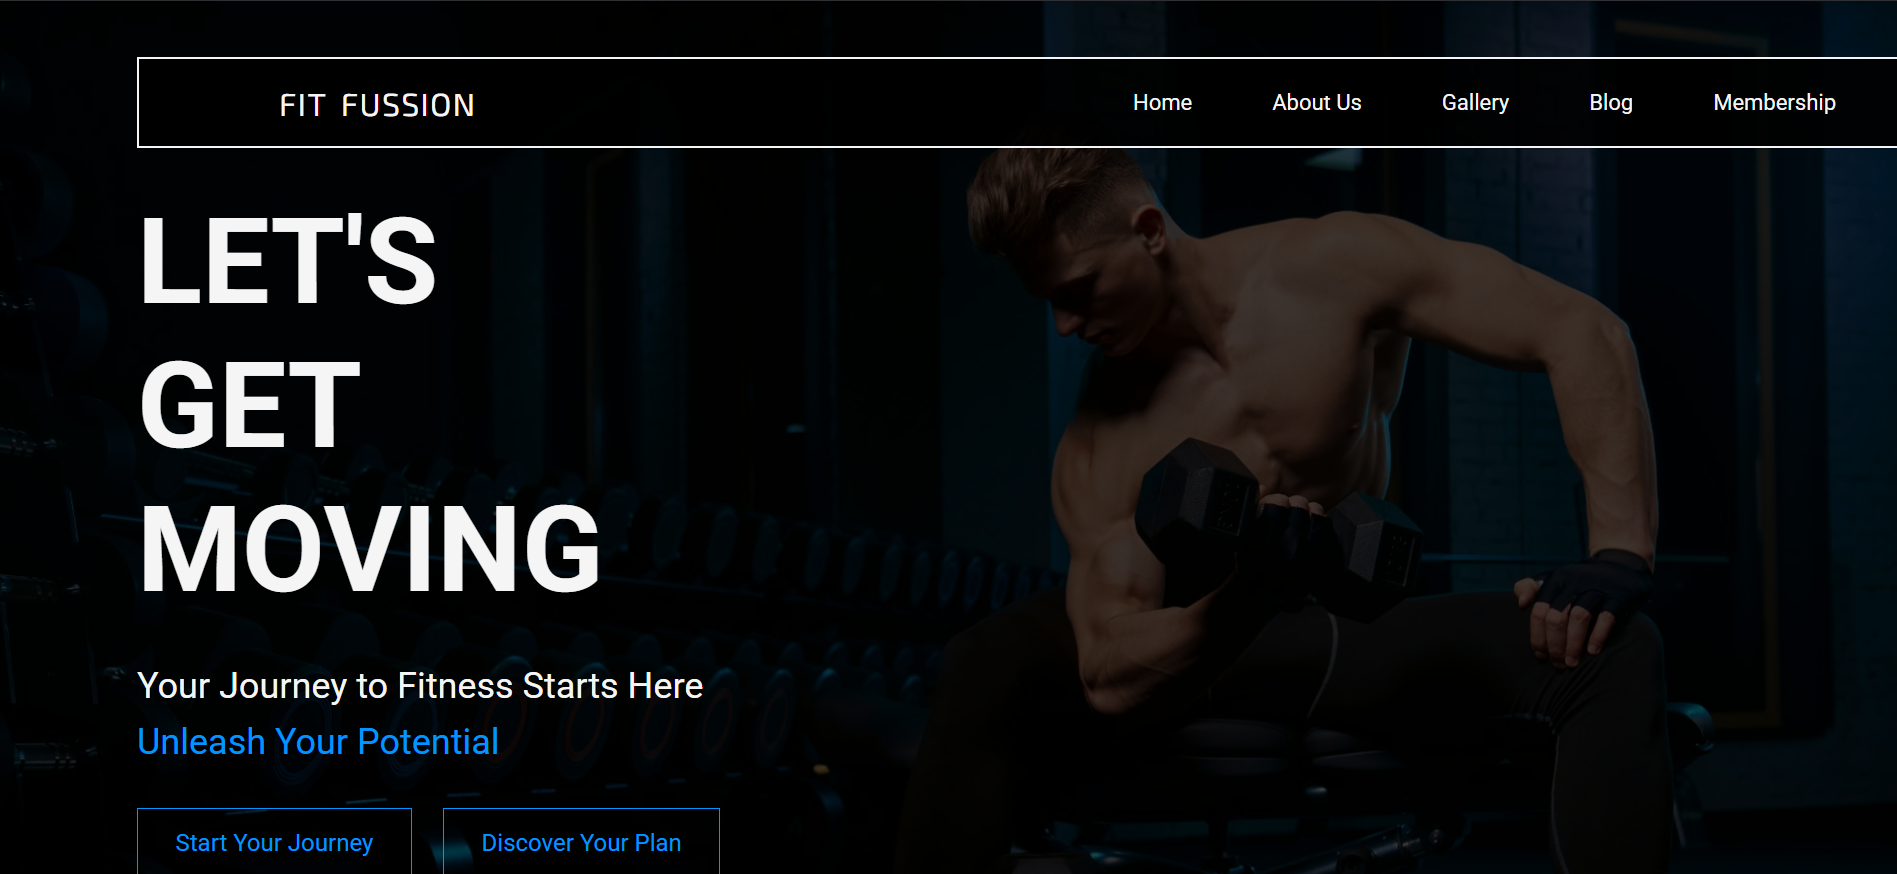 FIT FUSSION
Home About Us Gallery Blog Membership
LET'S
GET
MOVING
Your Journey to Fitness Starts Here
Unleash Your Potential
Start Your Journey Discover Your Plan